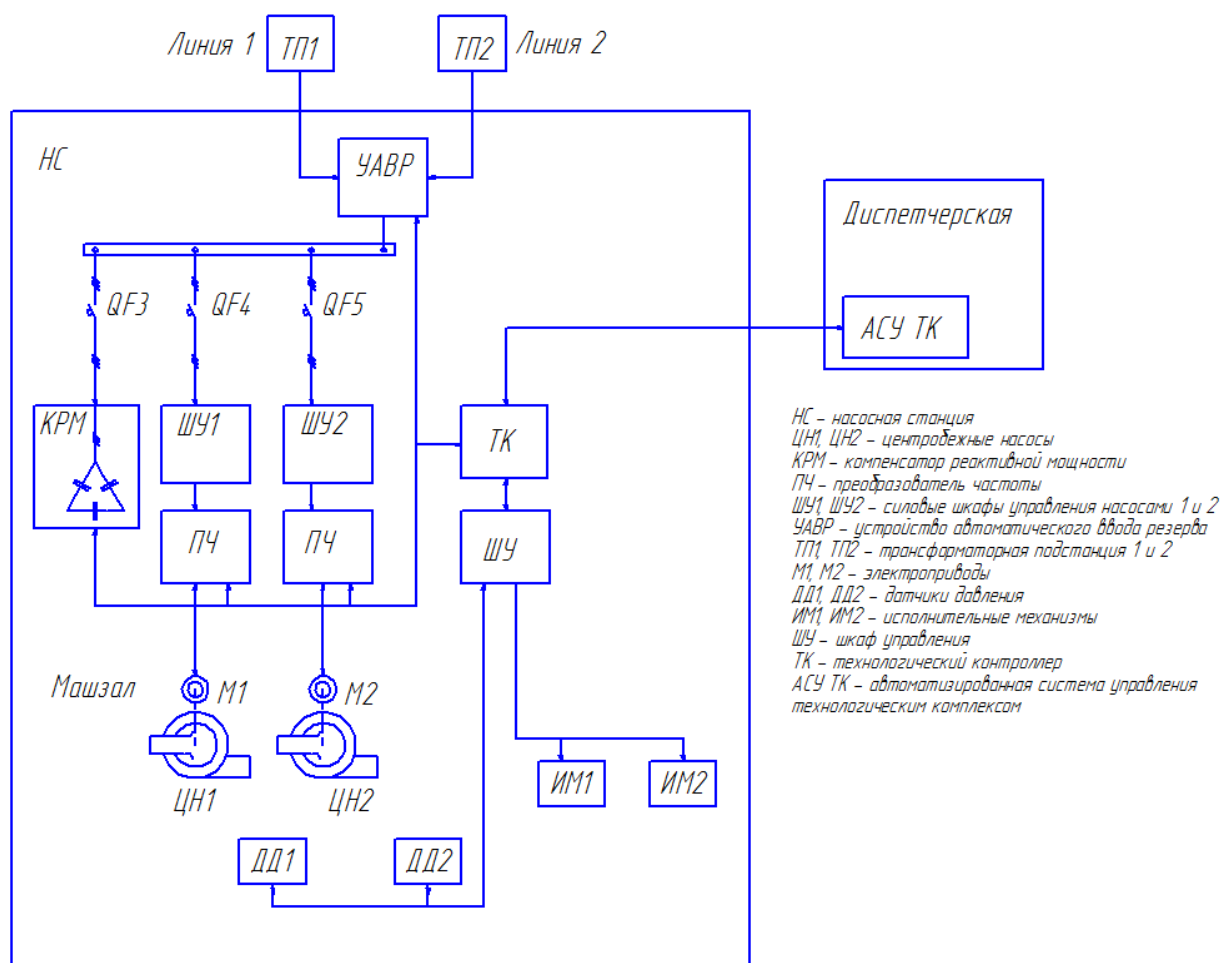 Линия 1
ТП1
ТП2
Линия 2
НС
УАВР
Диспетчерская
QF3
QF4
QF5
АСУ ТК
КРМ
ШУ1
ШУ2
ТК
ПЧ
ПЧ
ШУ
НС – насосная станция
ЦН1, ЦН2 – центробежные насосы
КРМ – компенсатор реактивной мощности
ПЧ – преобразователь частоты
ШУ1, ШУ2 – силовые шкафы управления насосами 1 и 2
УАВР – устройство автоматического ввода резерва
ТП1, ТП2 – трансформаторная подстанция 1 и 2
М1, М2 – электроприводы
ДД1, ДД2 – датчики давления
ИМ1, ИМ2 – исполнительные механизмы
ШУ – шкаф управления
ТК – технологический контроллер
АСУ ТК – автоматизированная система управления
технологическим комплексом
Машзал
М1
М2
ЦН1
ЦН2
ИМ1
ИМ2
ДД1
ДД2